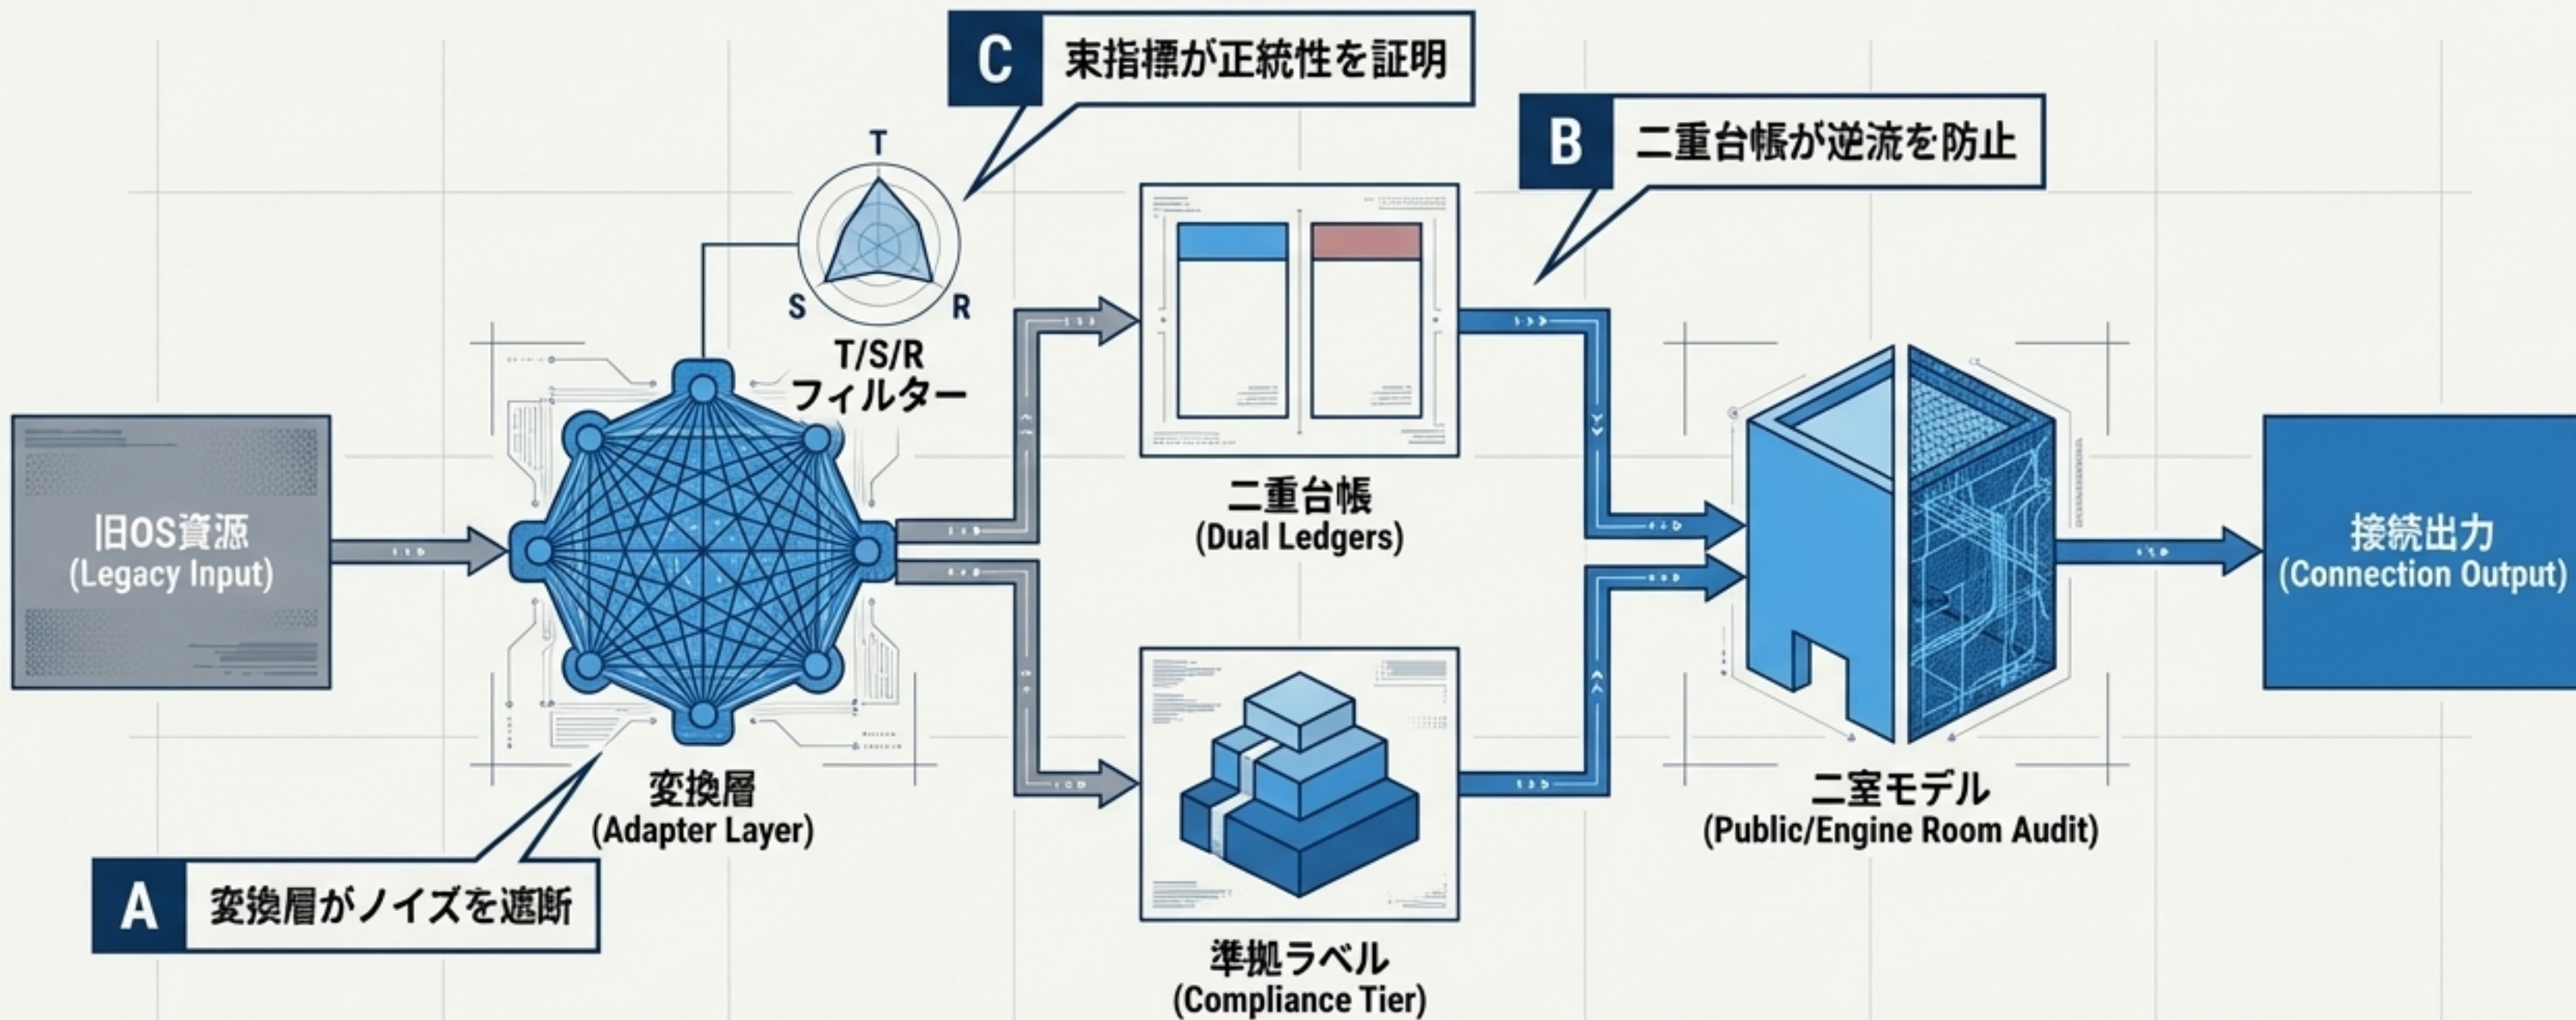 C 束指標が正統性を証明
B 二重台帳が逆流を防止
T
S
R
T/S/R
フィルター
旧OS資源
(Legacy Input)
変換層
(Adapter Layer)
A 変換層がノイズを遮断
二重台帳
(Dual Ledgers)
準拠ラベル
(Compliance Tier)
二室モデル
(Public/Engine Room Audit)
接続出力
(Connection Output)